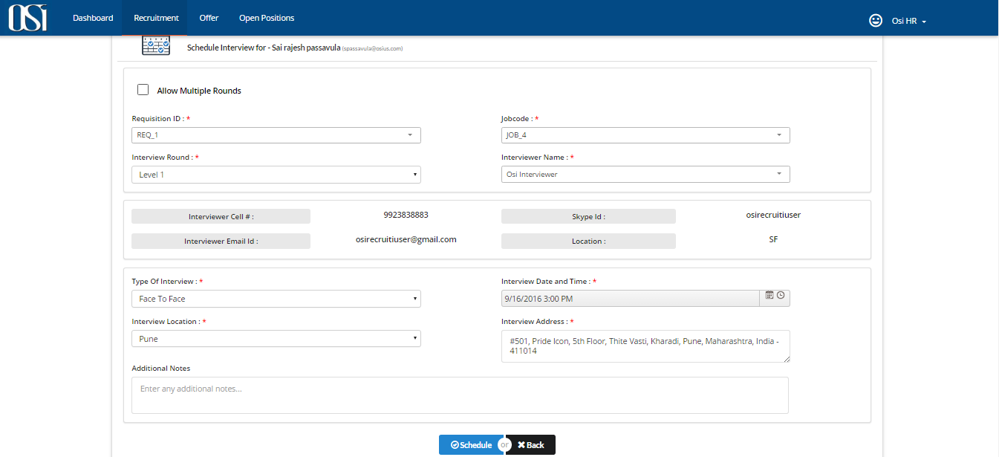 OSi
Dashboard
Recruitment
Offer
Open Positions
Osi HR
Schedule Interview for - Sai rajesh passavula (spassavula@osius.com)
Allow Multiple Rounds
Requisition ID : *
Jobcode : *
REQ_1
JOB_4
Interview Round : *
Interviewer Name : *
Level 1
Osi Interviewer
Interviewer Cell # :
9923838883
Skype Id :
osirecruitiuser
Interviewer Email Id :
osirecruitiuser@gmail.com
Location :
SF
Type Of Interview : *
Interview Date and Time : *
Face To Face
9/16/2016 3:00 PM
Interview Location : *
Interview Address : *
Pune
#501, Pride Icon, 5th Floor, Thite Vasti, Kharadi, Pune, Maharashtra, India -
411014
Additional Notes
Enter any additional notes...
Schedule
or
Back